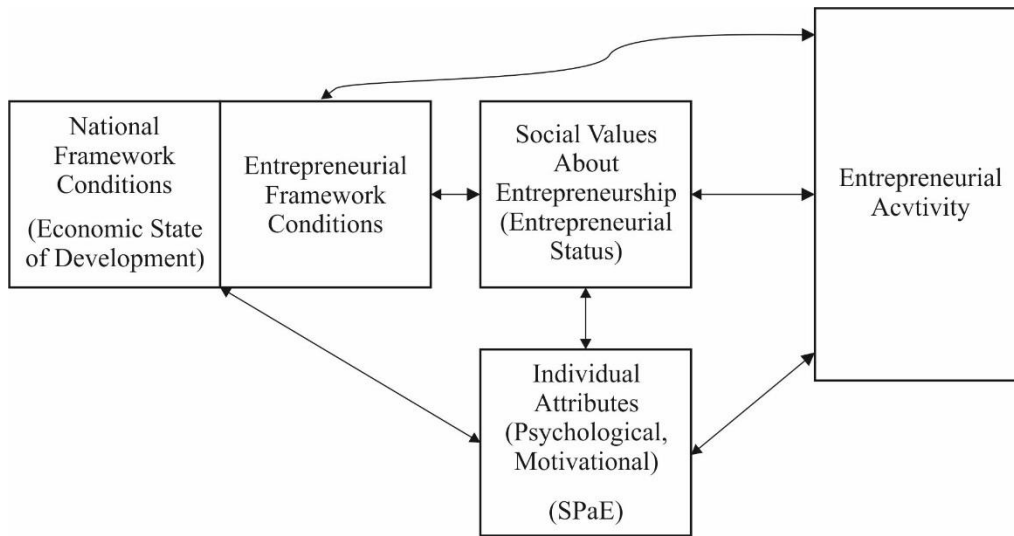 National
Framework
Conditions
(Economic State
of Development)
Entrepreneurial
Framework
Conditions
Social Values
About
Entrepreneurship
(Entrepreneurial
Status)
Entrepreneurial
Acvtivity
Individual
Attributes
(Psychological,
Motivational)
(SPaE)